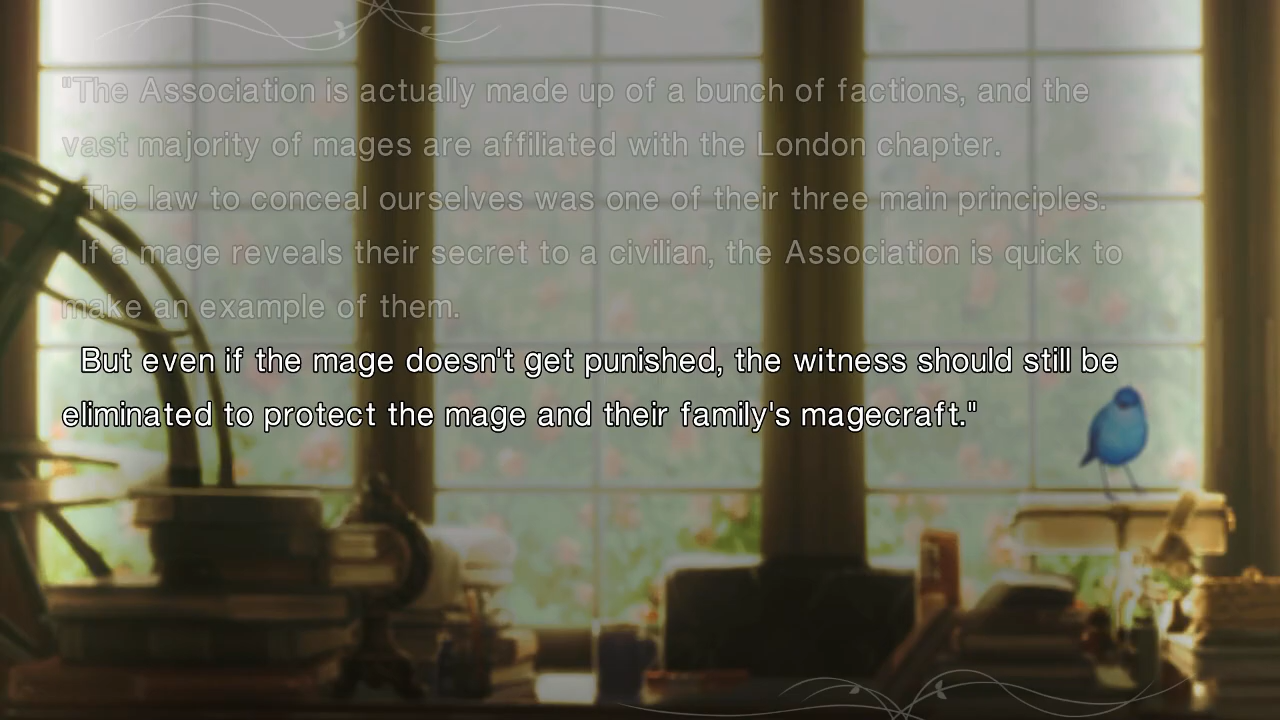 "The Association is actually made up of a bunch of factions, and the
vast majority of mages are affiliated with the London chapter.
The law to conceal ourselves was one of their three main principles.
If a mage reveals their secret to a civilian, the Association is quick to
make an example of them.
But even if the mage doesn't get punished, the witness should still be
eliminated to protect the mage and their family's magecraft."